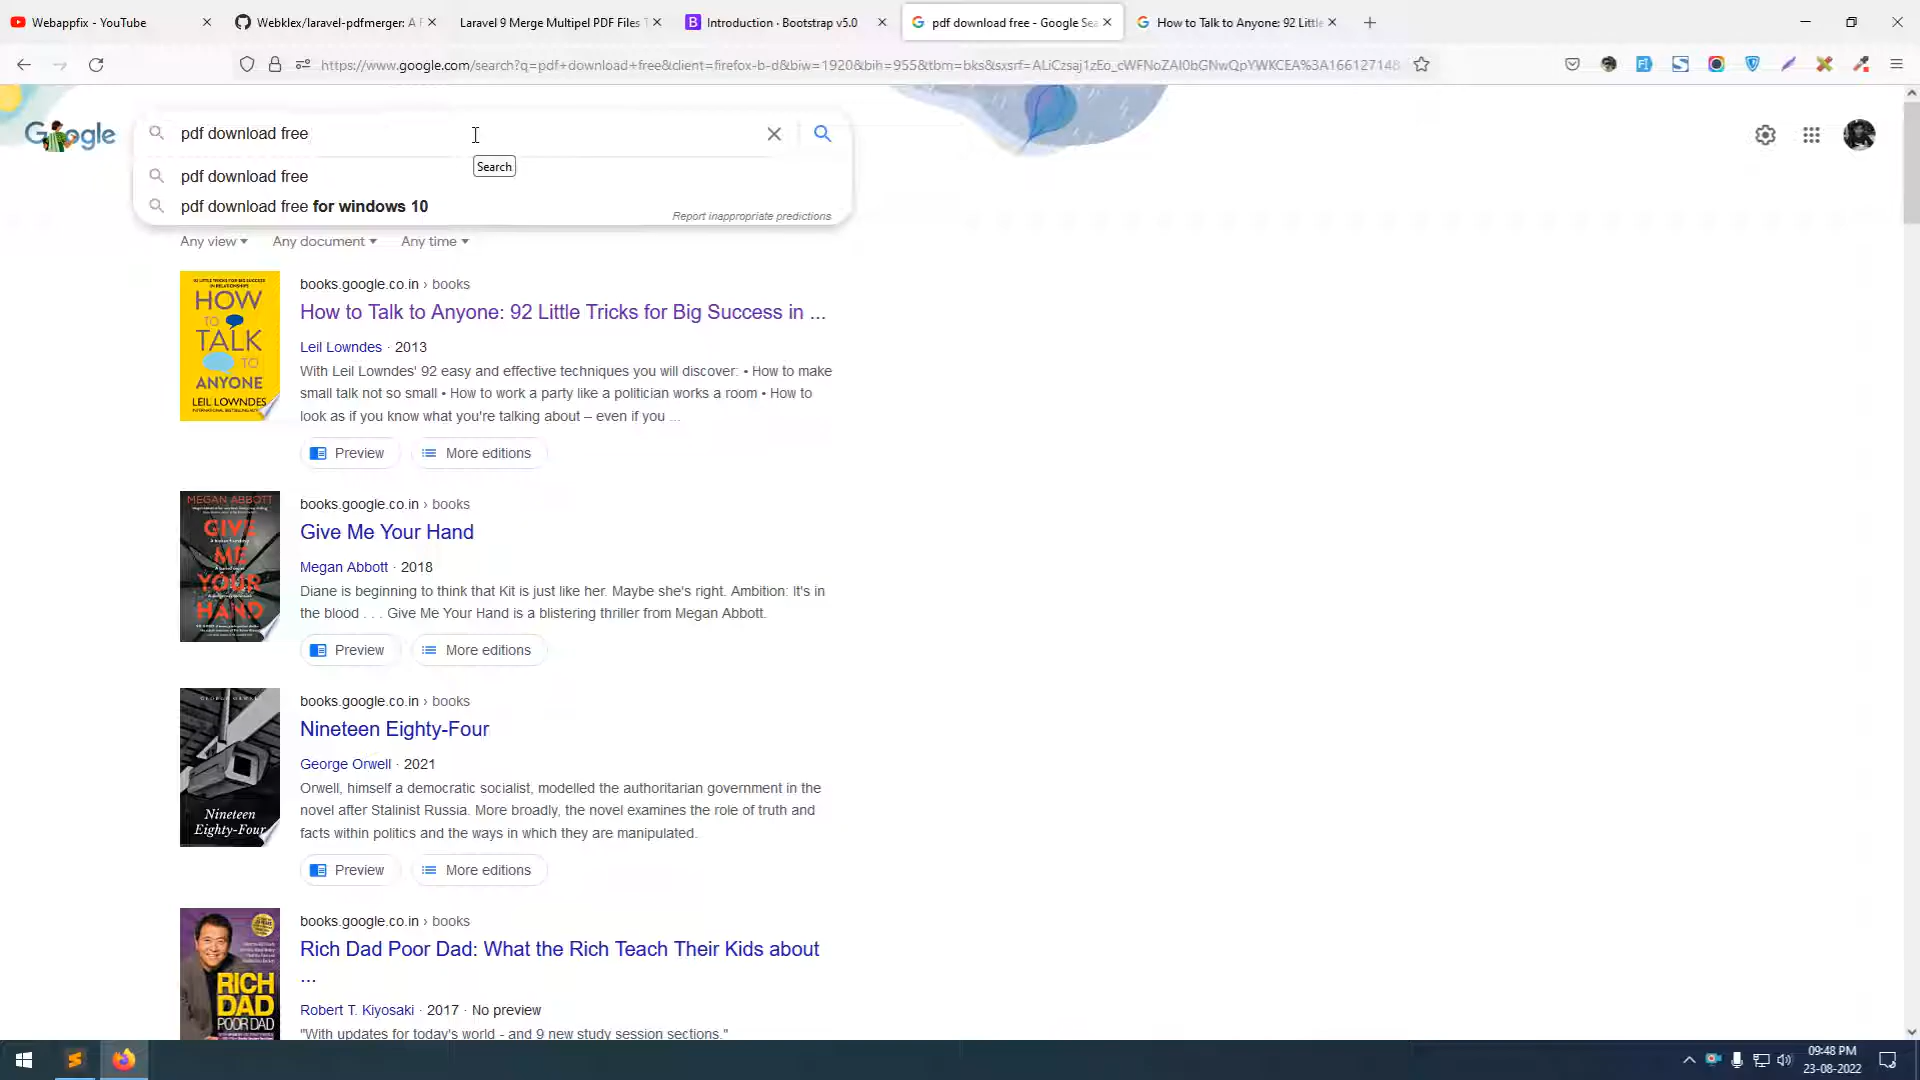 Webappfix - YouTube
Webklex/laravel-pdfmerger: A F
Laravel 9 Merge Multipel PDF Files T
B Introduction · Bootstrap v5.0
pdf download free - Google Sea
How to Talk to Anyone: 92 Little
https://www.google.com/search?q=pdf+download+free&client=firefox-b-d&biw=1920&bih=955&tbm=bks&sxsrf=ALiCzsaj1zEo_cWFNoZAI0bGNwQpYWKCEA%3A166127148
Google
pdf download free
Search
pdf download free
pdf download free for windows 10
Report inappropriate predictions
Any view
Any document
Any time
HOW
TO
TALK
TO
ANYONE
LEIL LOWNDES
books.google.co.in › books
How to Talk to Anyone: 92 Little Tricks for Big Success in ...
Leil Lowndes · 2013
With Leil Lowndes' 92 easy and effective techniques you will discover: • How to make
small talk not so small • How to work a party like a politician works a room • How to
look as if you know what you're talking about – even if you ...
Preview
More editions
MEGAN ABBOTT
GIVE
ME
YOUR
HAND
books.google.co.in › books
Give Me Your Hand
Megan Abbott · 2018
Diane is beginning to think that Kit is just like her. Maybe she's right. Ambition: It's in
the blood . . . Give Me Your Hand is a blistering thriller from Megan Abbott.
Preview
More editions
Nineteen
Eighty-Four
books.google.co.in › books
Nineteen Eighty-Four
George Orwell · 2021
Orwell, himself a democratic socialist, modelled the authoritarian government in the
novel after Stalinist Russia. More broadly, the novel examines the role of truth and
facts within politics and the ways in which they are manipulated.
Preview
More editions
RICH
DAD
POOR DAD
books.google.co.in › books
Rich Dad Poor Dad: What the Rich Teach Their Kids about
...
Robert T. Kiyosaki · 2017 · No preview
"With updates for today's world - and 9 new study session sections."
09:48 PM
23-08-2022